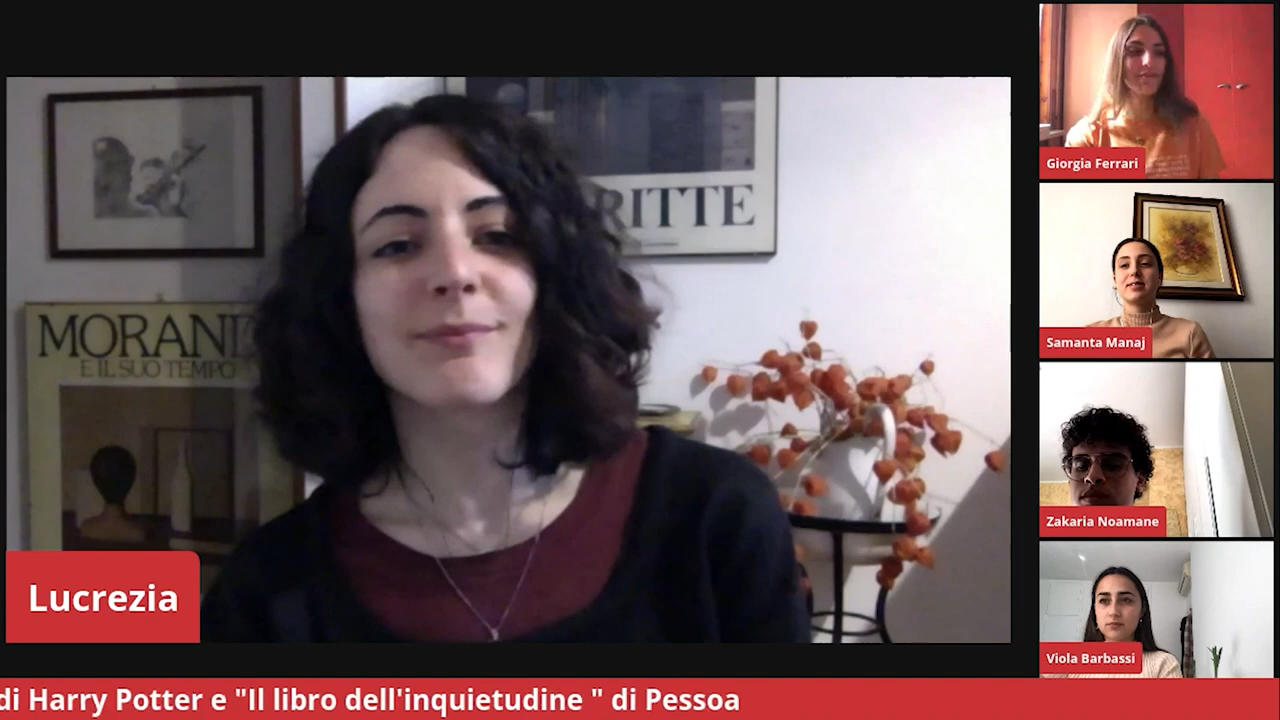 RITTE
MORAND
E IL SUO TEMPO
Lucrezia
Giorgia Ferrari
Samanta Manaj
Zakaria Noamane
Viola Barbassi
di Harry Potter e "Il libro dell'inquietudine " di Pessoa